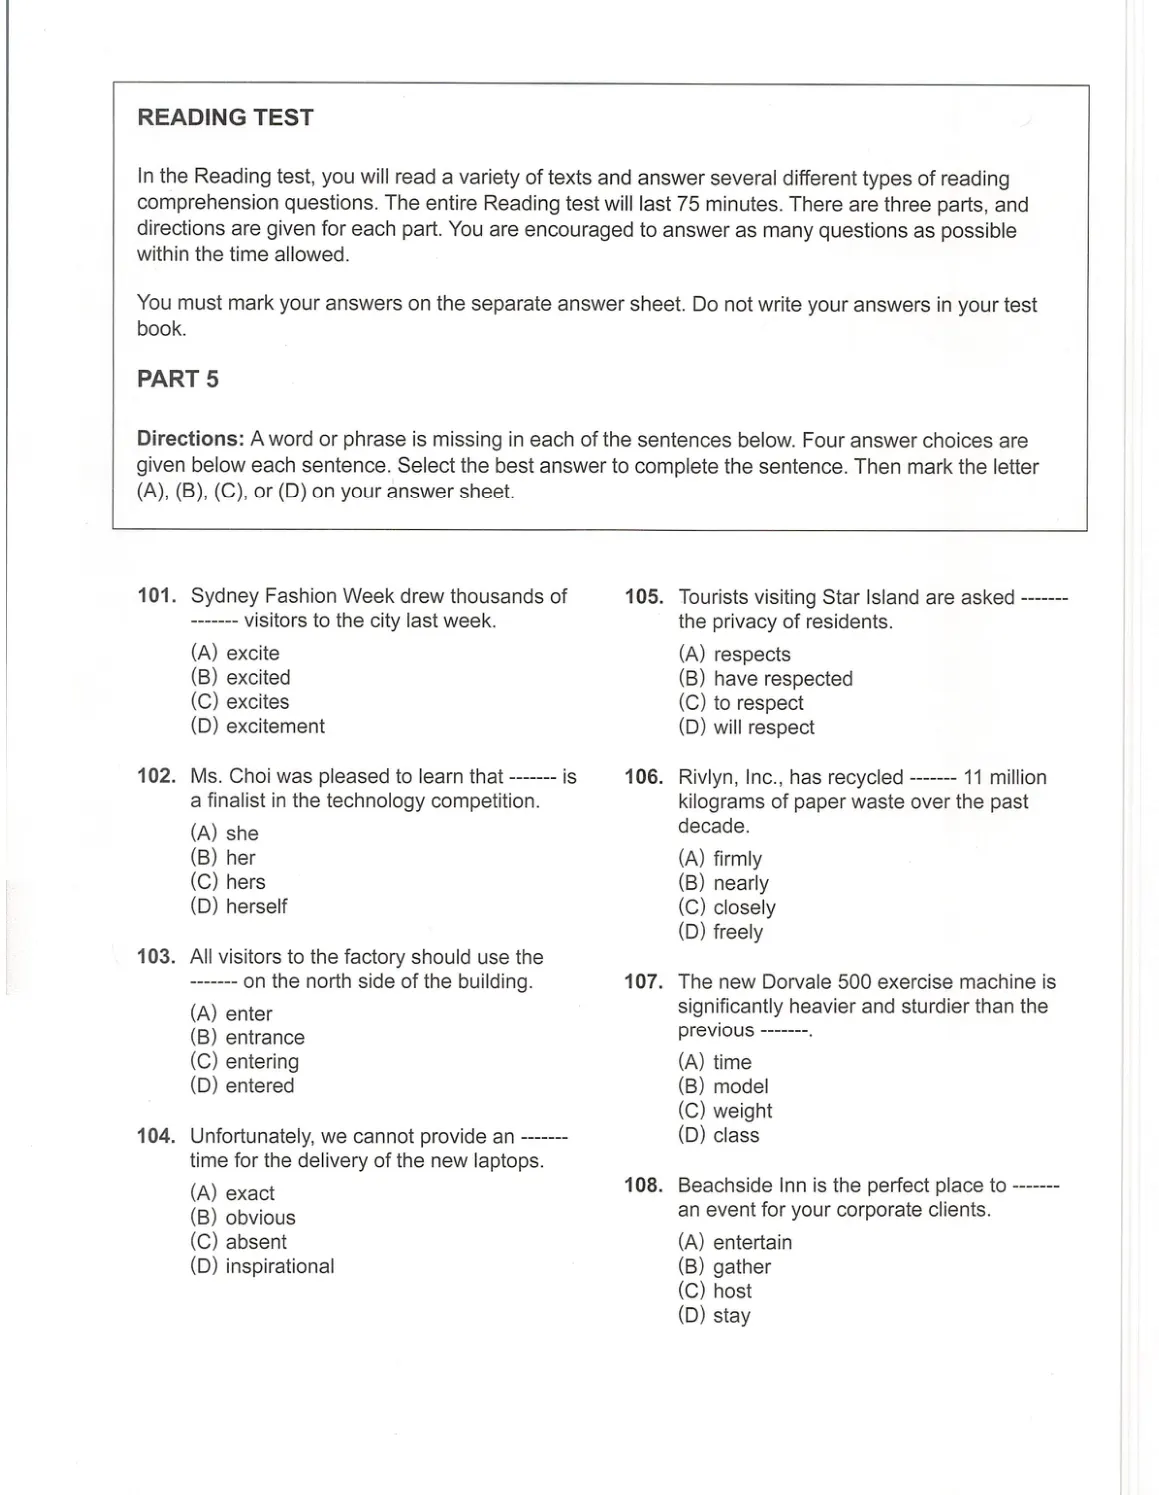 READING TEST
In the Reading test, you will read a variety of texts and answer several different types of reading
comprehension questions. The entire Reading test will last 75 minutes. There are three parts, and
directions are given for each part. You are encouraged to answer as many questions as possible
within the time allowed.
You must mark your answers on the separate answer sheet. Do not write your answers in your test
book.
PART 5
Directions: A word or phrase is missing in each of the sentences below. Four answer choices are
given below each sentence. Select the best answer to complete the sentence. Then mark the letter
(A), (B), (C), or (D) on your answer sheet.
101. Sydney Fashion Week drew thousands of
------- visitors to the city last week.
(A) excite
(B) excited
(C) excites
(D) excitement
102. Ms. Choi was pleased to learn that ------- is
a finalist in the technology competition.
(A) she
(B) her
(C) hers
(D) herself
103. All visitors to the factory should use the
------- on the north side of the building.
(A) enter
(B) entrance
(C) entering
(D) entered
104. Unfortunately, we cannot provide an -------
time for the delivery of the new laptops.
(A) exact
(B) obvious
(C) absent
(D) inspirational
105. Tourists visiting Star Island are asked -------
the privacy of residents.
(A) respects
(B) have respected
(C) to respect
(D) will respect
106. Rivlyn, Inc., has recycled ------- 11 million
kilograms of paper waste over the past
decade.
(A) firmly
(B) nearly
(C) closely
(D) freely
107. The new Dorvale 500 exercise machine is
significantly heavier and sturdier than the
previous -------.
(A) time
(B) model
(C) weight
(D) class
108. Beachside Inn is the perfect place to -------
an event for your corporate clients.
(A) entertain
(B) gather
(C) host
(D) stay